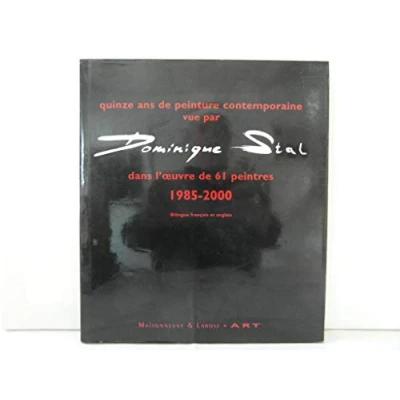 quinze ans de peinture contemporaine
vue par
Dominique Stal
dans l'œuvre de 61 peintres
1985-2000
Bilingue français et anglais
MAISONNEUVE & LAROSE • ART